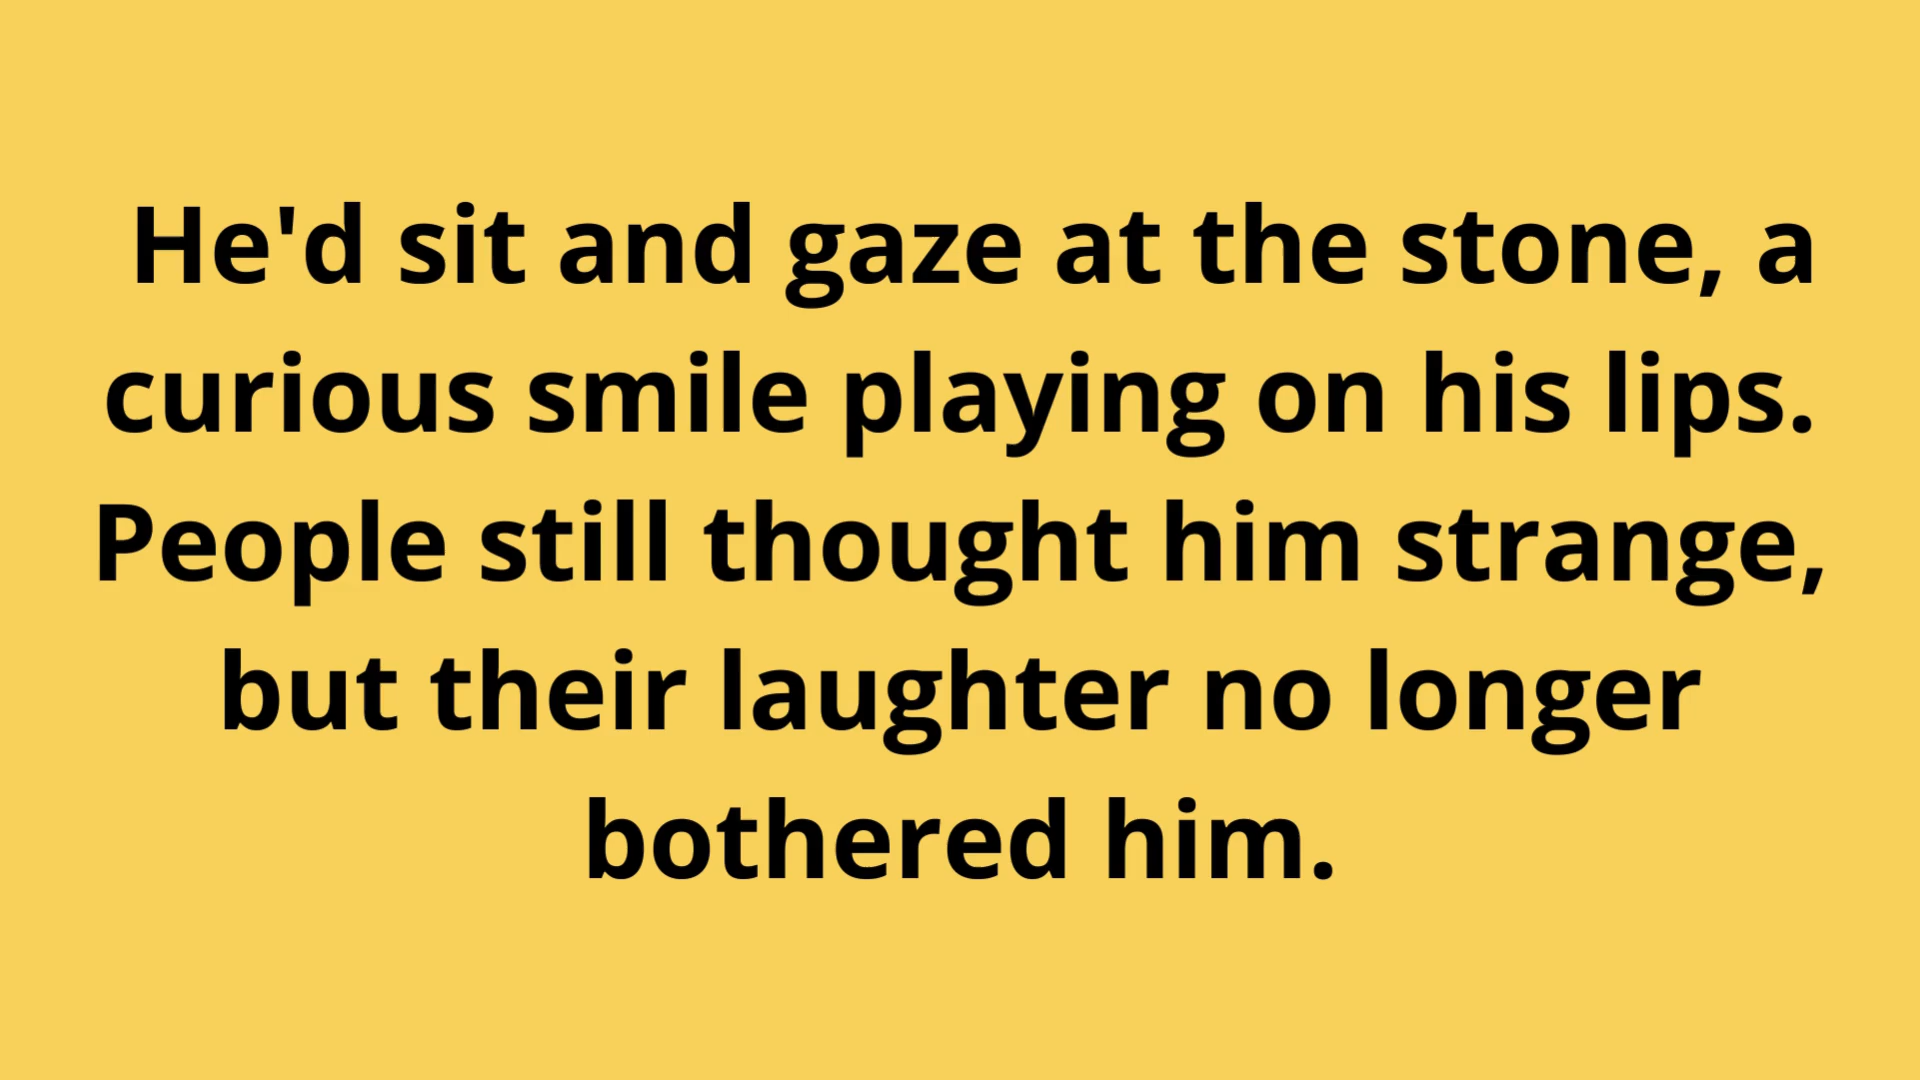 He'd sit and gaze at the stone, a
curious smile playing on his lips.
People still thought him strange,
but their laughter no longer
bothered him.